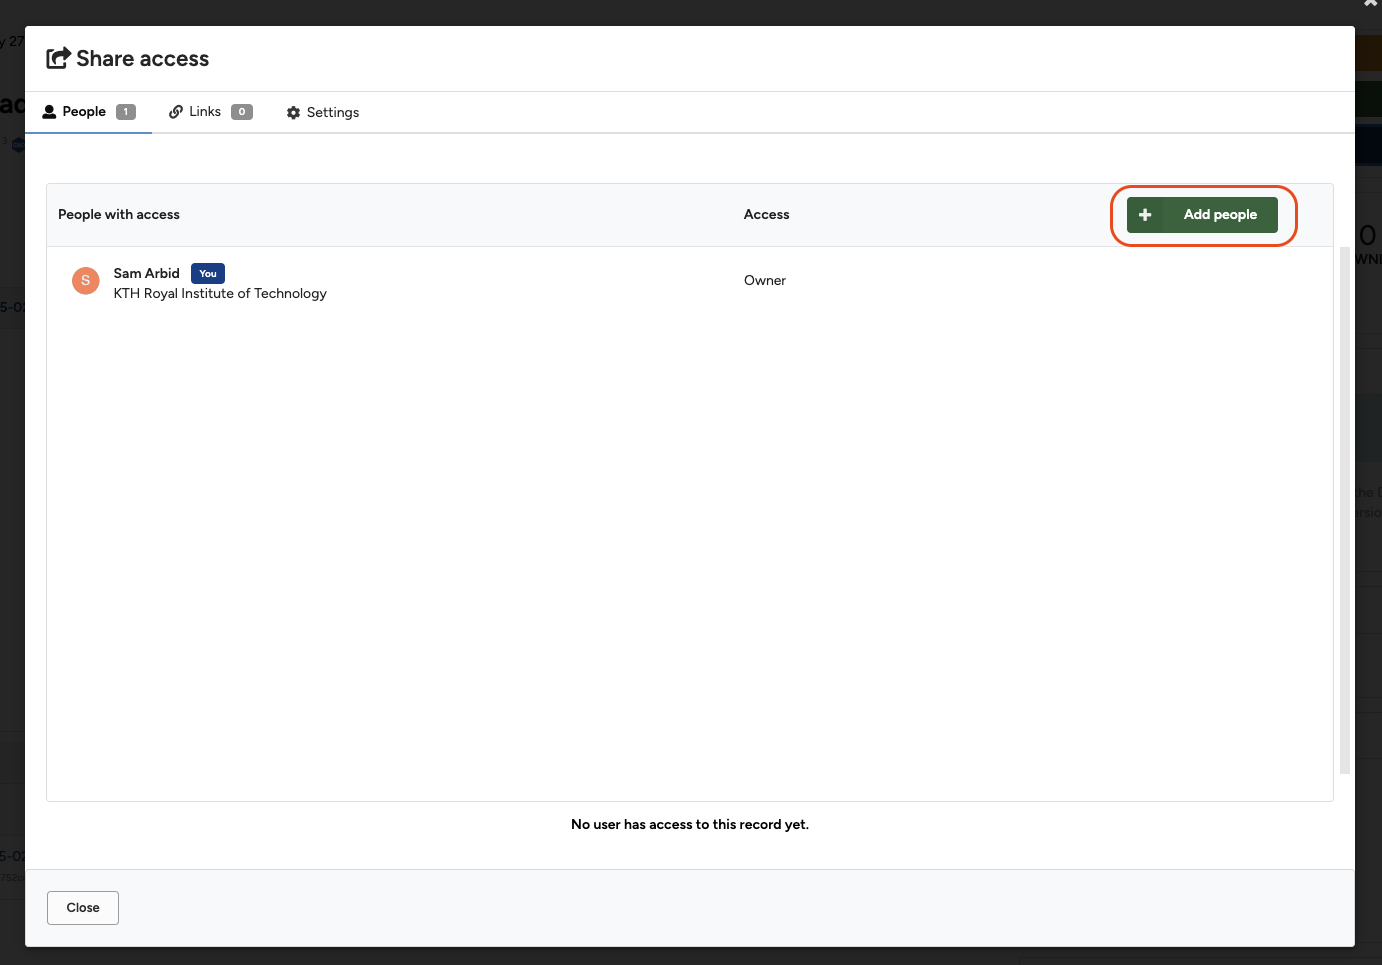 Share access
People 1 Links 0 Settings
People with access Access Add people
S Sam Arbid You Owner
KTH Royal Institute of Technology
No user has access to this record yet.
Close